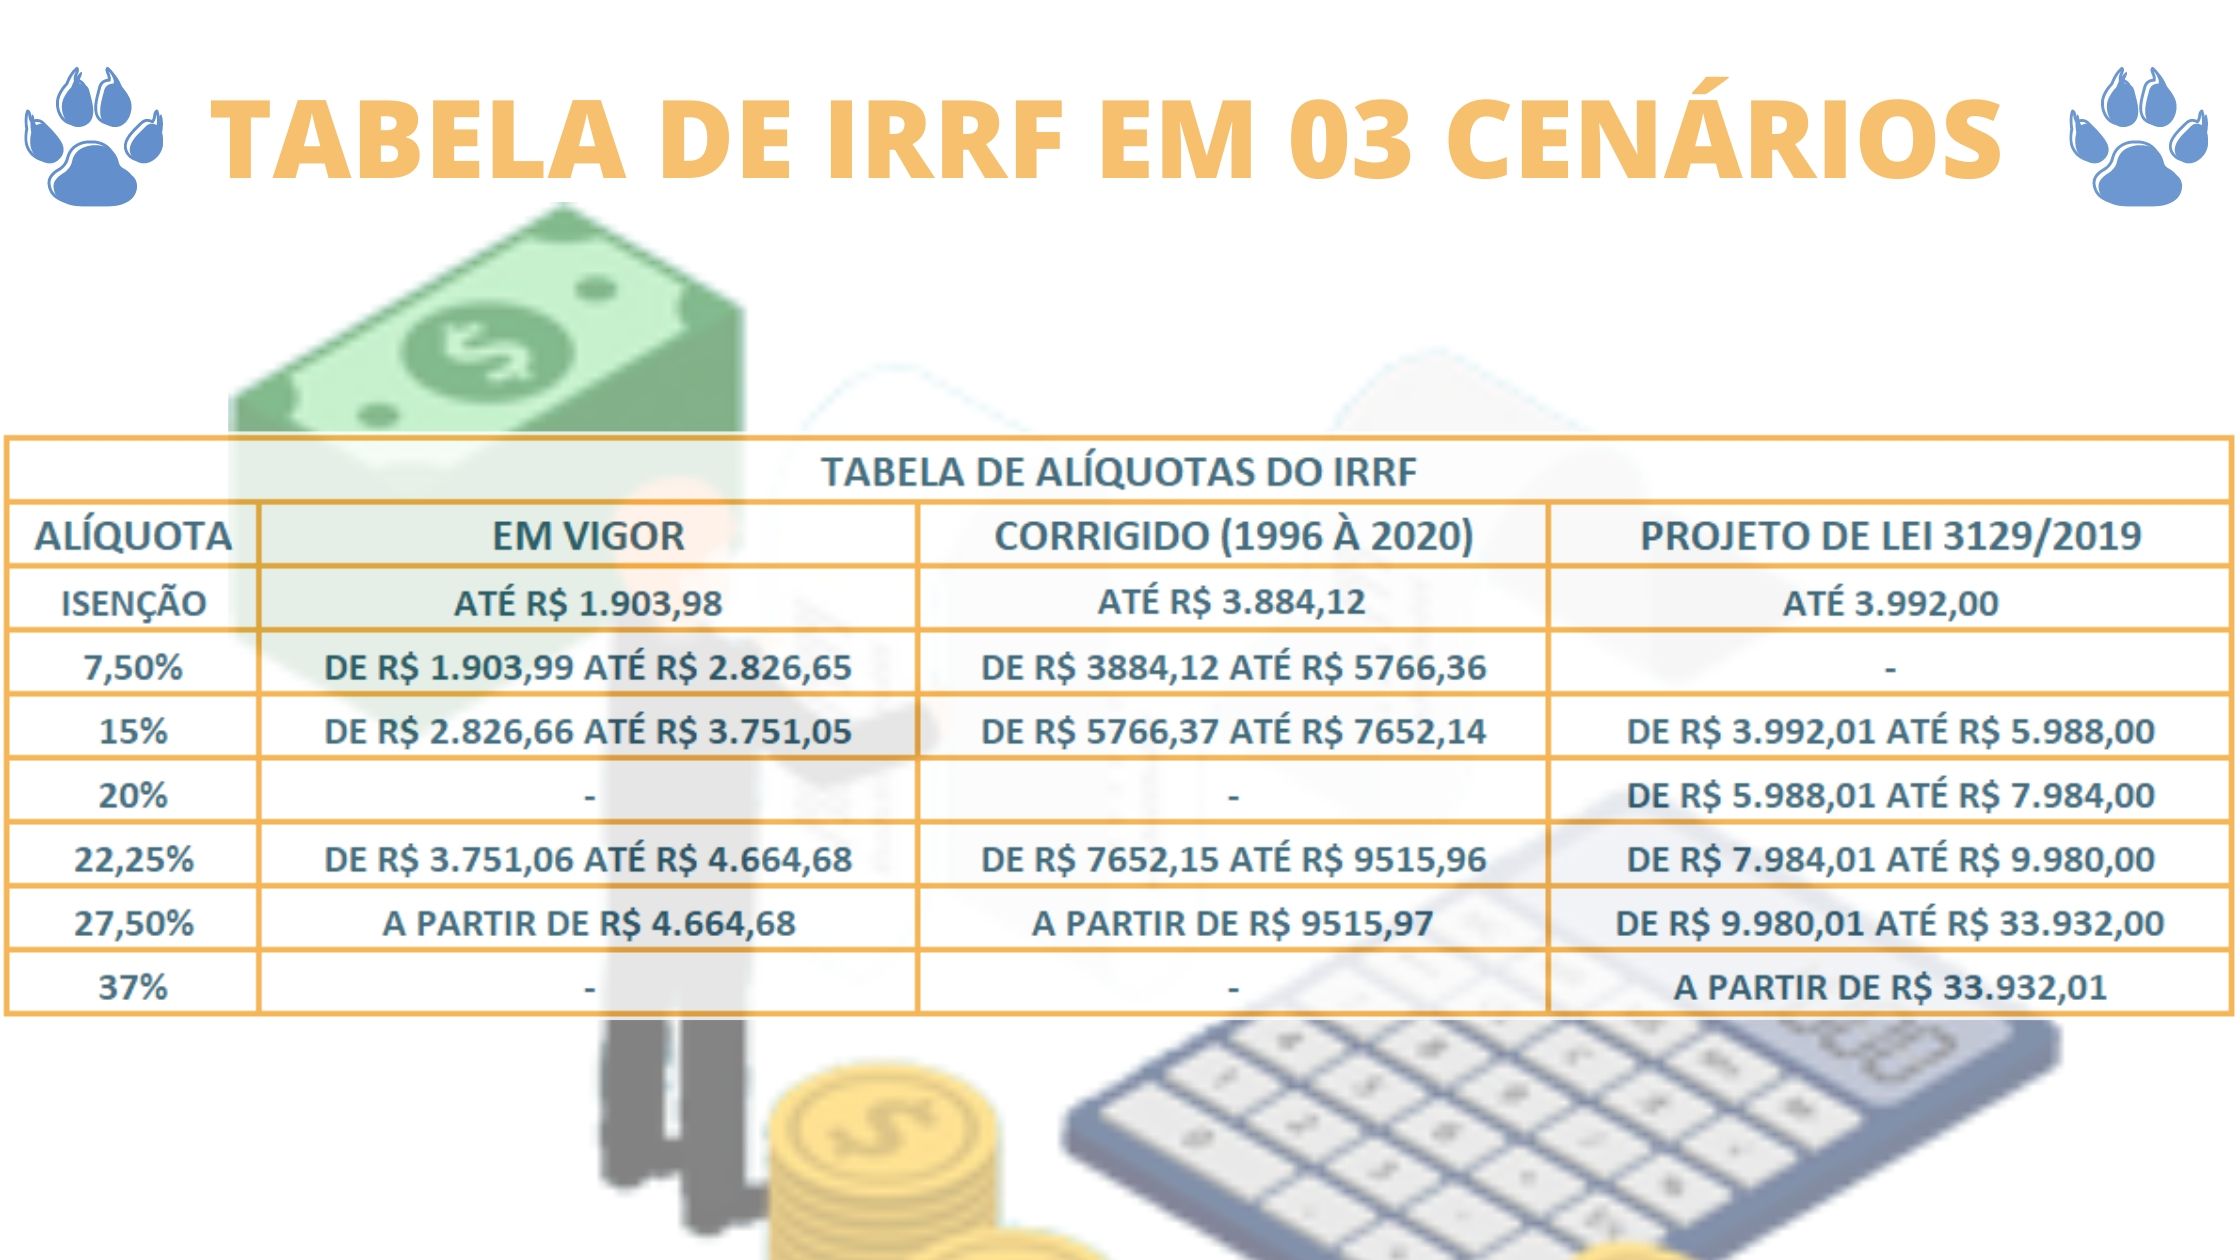 TABELA DE IRRF EM 03 CENÁRIOS
TABELA DE ALÍQUOTAS DO IRRF
ALÍQUOTA EM VIGOR CORRIGIDO (1996 À 2020) PROJETO DE LEI 3129/2019
ISENÇÃO ATÉ R$ 1.903,98 ATÉ R$ 3.884,12 ATÉ 3.992,00
7,50% DE R$ 1.903,99 ATÉ R$ 2.826,65 DE R$ 3884,12 ATÉ R$ 5766,36 -
15% DE R$ 2.826,66 ATÉ R$ 3.751,05 DE R$ 5766,37 ATÉ R$ 7652,14 DE R$ 3.992,01 ATÉ R$ 5.988,00
20% - - DE R$ 5.988,01 ATÉ R$ 7.984,00
22,25% DE R$ 3.751,06 ATÉ R$ 4.664,68 DE R$ 7652,15 ATÉ R$ 9515,96 DE R$ 7.984,01 ATÉ R$ 9.980,00
27,50% A PARTIR DE R$ 4.664,68 A PARTIR DE R$ 9515,97 DE R$ 9.980,01 ATÉ R$ 33.932,00
37% - - A PARTIR DE R$ 33.932,01